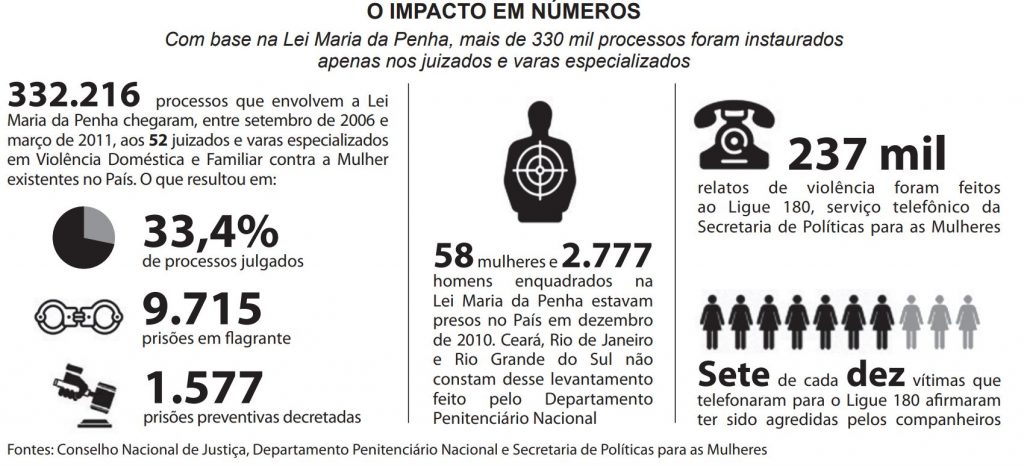 O IMPACTO EM NÚMEROS
Com base na Lei Maria da Penha, mais de 330 mil processos foram instaurados
apenas nos juizados e varas especializados
332.216 processos que envolvem a Lei
Maria da Penha chegaram, entre setembro de 2006 e
março de 2011, aos 52 juizados e varas especializados
em Violência Doméstica e Familiar contra a Mulher
existentes no País. O que resultou em:
33,4%
de processos julgados
9.715
prisões em flagrante
1.577
prisões preventivas decretadas
58 mulheres e 2.777
homens enquadrados na
Lei Maria da Penha estavam
presos no País em dezembro
de 2010. Ceará, Rio de Janeiro
e Rio Grande do Sul não
constam desse levantamento
feito pelo Departamento
Penitenciário Nacional
237 mil
relatos de violência foram feitos
ao Ligue 180, serviço telefônico da
Secretaria de Políticas para as Mulheres
Sete de cada dez vítimas que
telefonaram para o Ligue 180 afirmaram
ter sido agredidas pelos companheiros
Fontes: Conselho Nacional de Justiça, Departamento Penitenciário Nacional e Secretaria de Políticas para as Mulheres